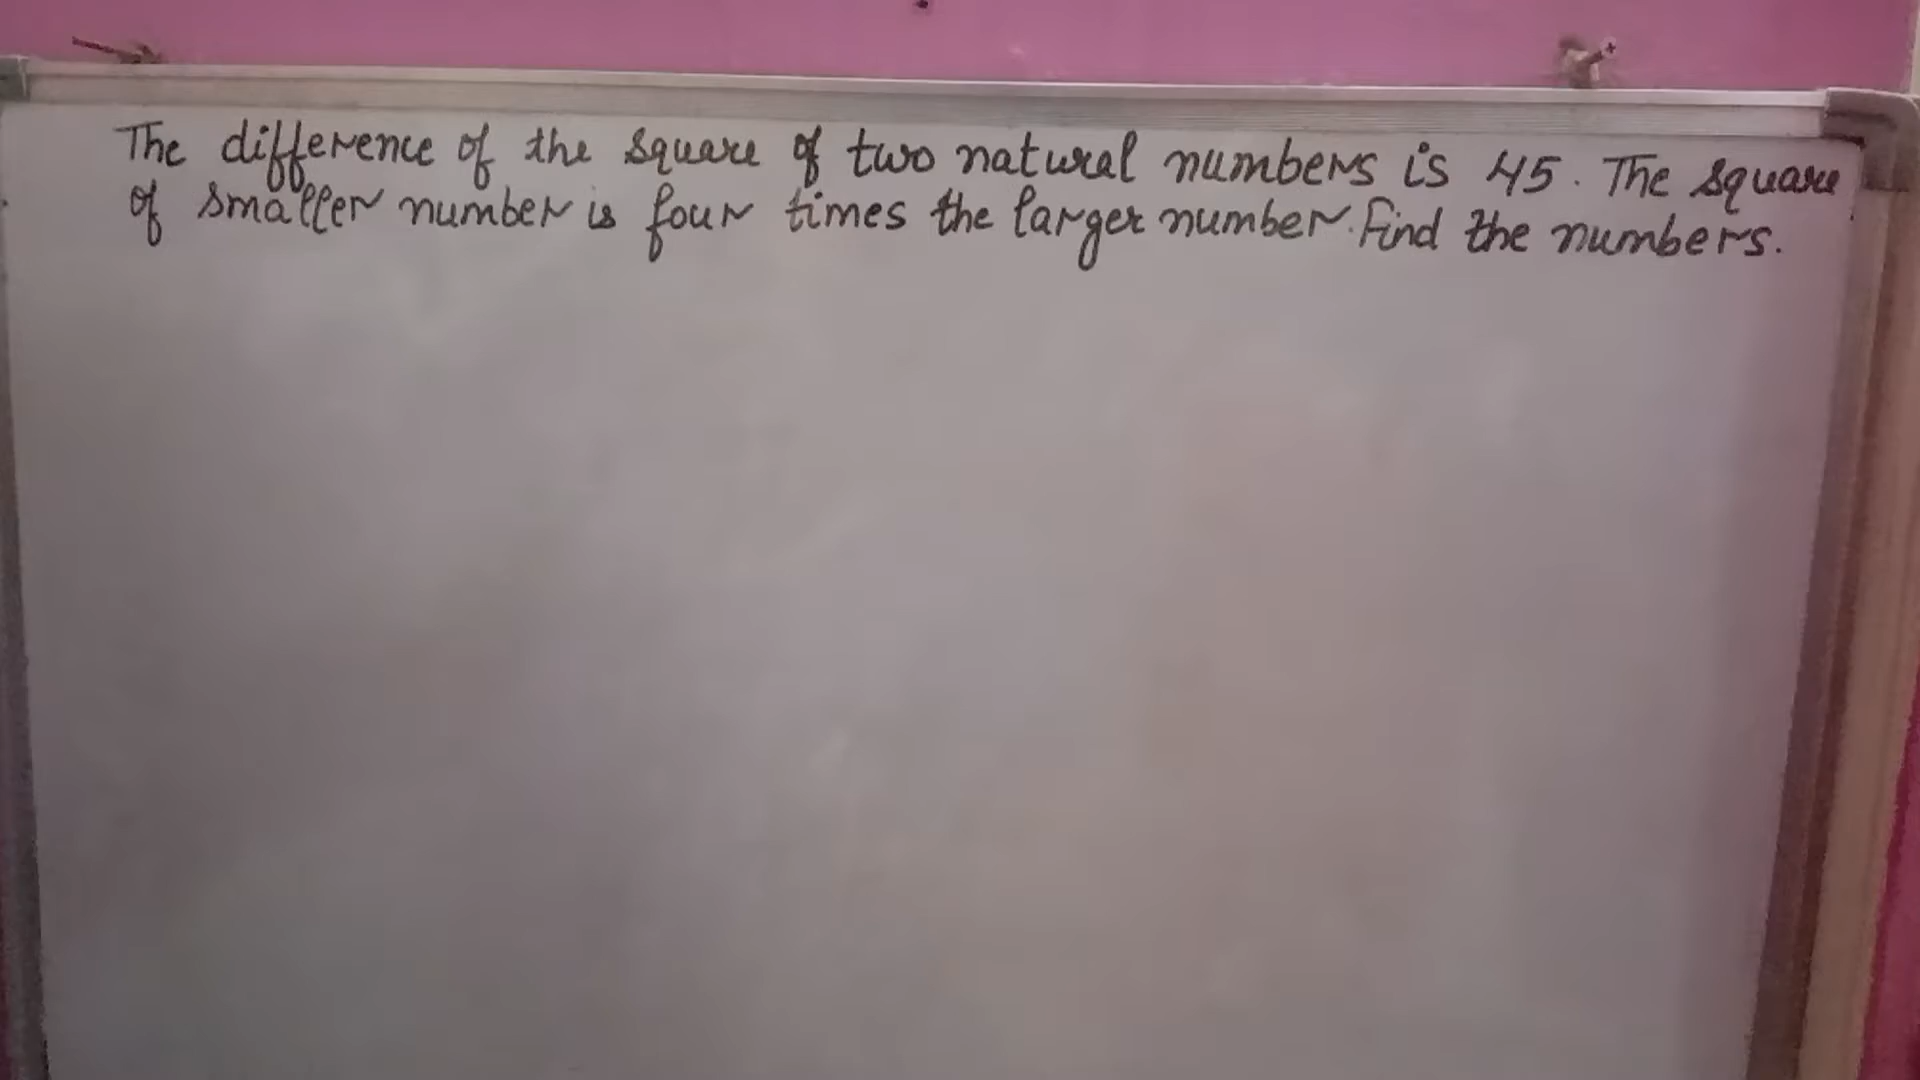 The difference of the square of two natural numbers is 45. The square
of smaller number is four times the larger number. Find the numbers.